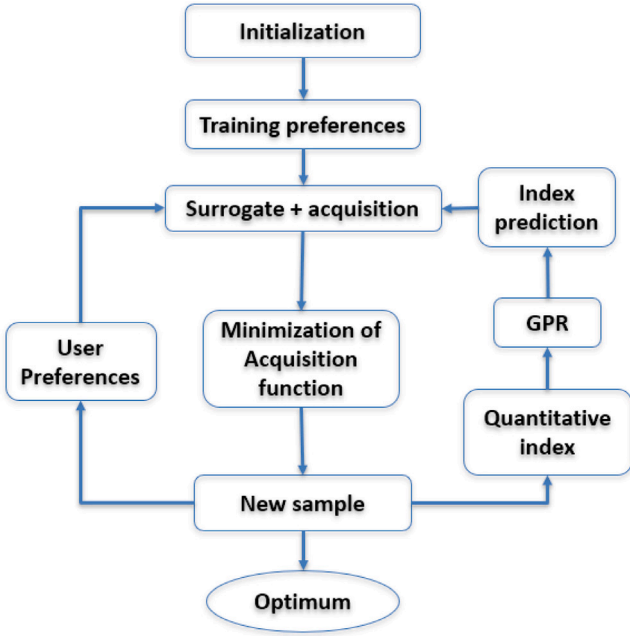 Initialization
Training preferences
Surrogate + acquisition
Index
prediction
Minimization of
Acquisition
function
GPR
User
Preferences
Quantitative
index
New sample
Optimum